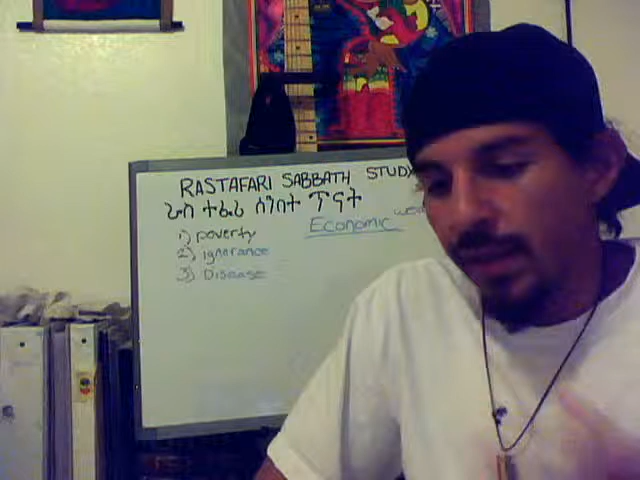 RASTAFARI SABBATH STUDY
ራስ ተፈሪ ሰንበት ጥናት
Economic
1) poverty
2) ignorance
3) Disease